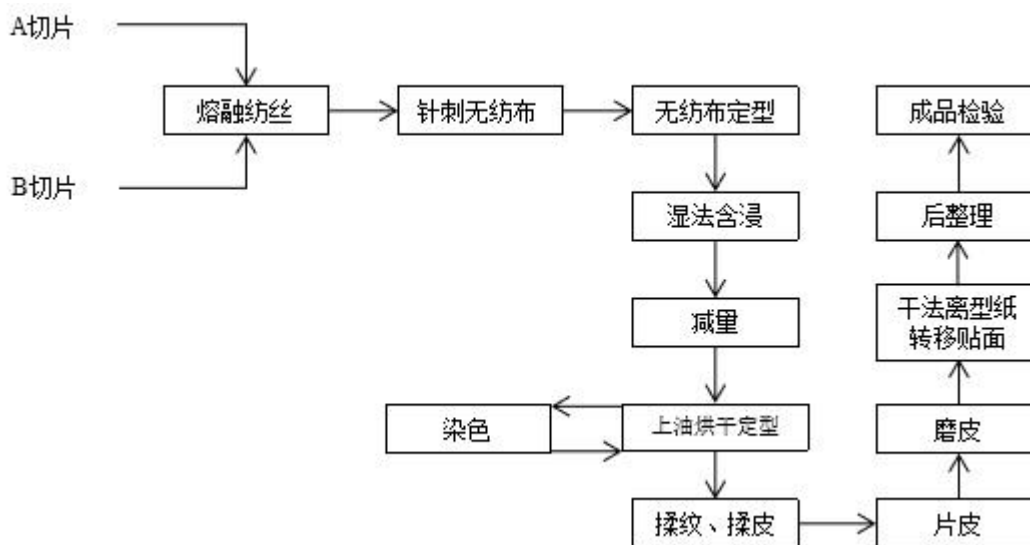 A切片
熔融纺丝
针刺无纺布
无纺布定型
成品检验
B切片
湿法含浸
后整理
减量
干法离型纸
转移贴面
染色
上油烘干定型
磨皮
揉纹、揉皮
片皮